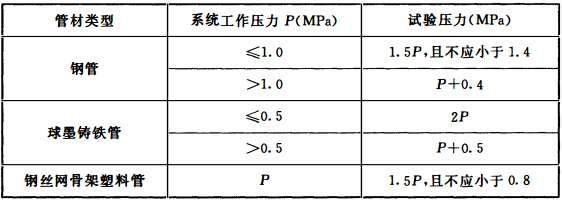 管材类型 系统工作压力 P(MPa) 试验压力(MPa)
钢管 ≤1.0 1.5P,且不应小于1.4
>1.0 P+0.4
球墨铸铁管 ≤0.5 2P
>0.5 P+0.5
钢丝网骨架塑料管 P 1.5P,且不应小于0.8